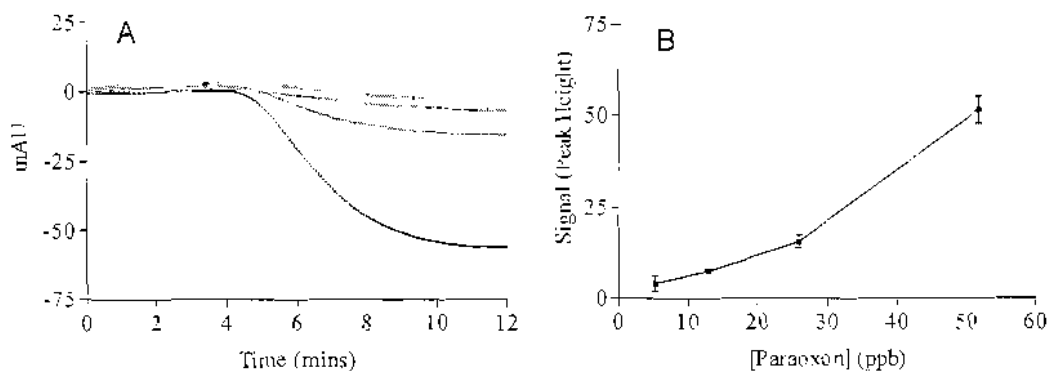 A
25
0
-25
-50
-75
mAU
0 2 4 6 8 10 12
Time (mins)
B
75
50
25
0
Signal (Peak Height)
0 10 20 30 40 50 60
[Paraoxon] (ppb)